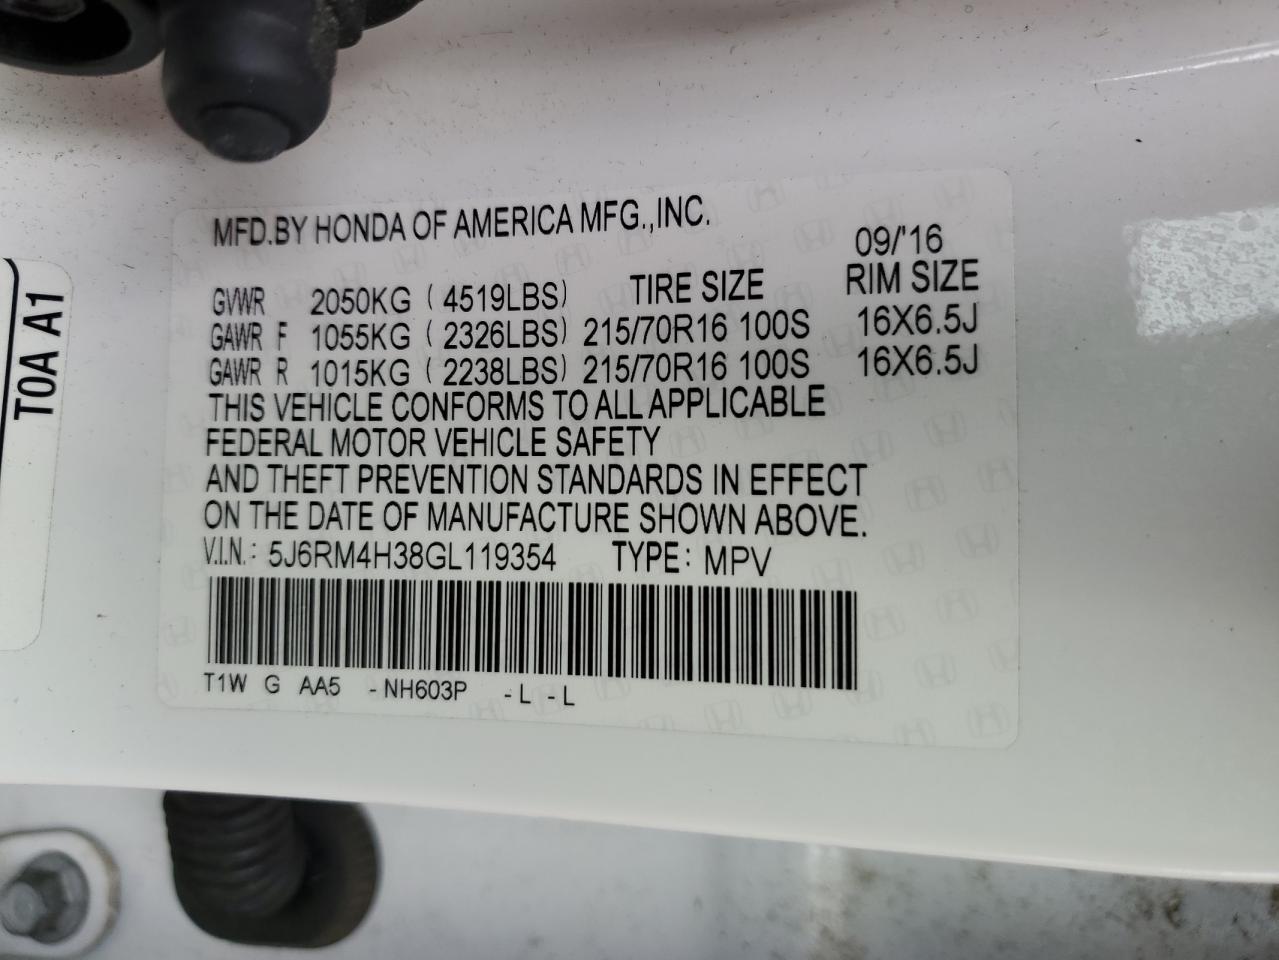 MFD.BY HONDA OF AMERICA MFG.,INC.
09/'16
GVWR 2050KG ( 4519LBS) TIRE SIZE RIM SIZE
GAWR F 1055KG ( 2326LBS) 215/70R16 100S 16X6.5J
GAWR R 1015KG ( 2238LBS) 215/70R16 100S 16X6.5J
THIS VEHICLE CONFORMS TO ALL APPLICABLE
FEDERAL MOTOR VEHICLE SAFETY
AND THEFT PREVENTION STANDARDS IN EFFECT
ON THE DATE OF MANUFACTURE SHOWN ABOVE.
V.I.N.: 5J6RM4H38GL119354 TYPE: MPV
T1W G AA5 -NH603P -L -L
T0A A1